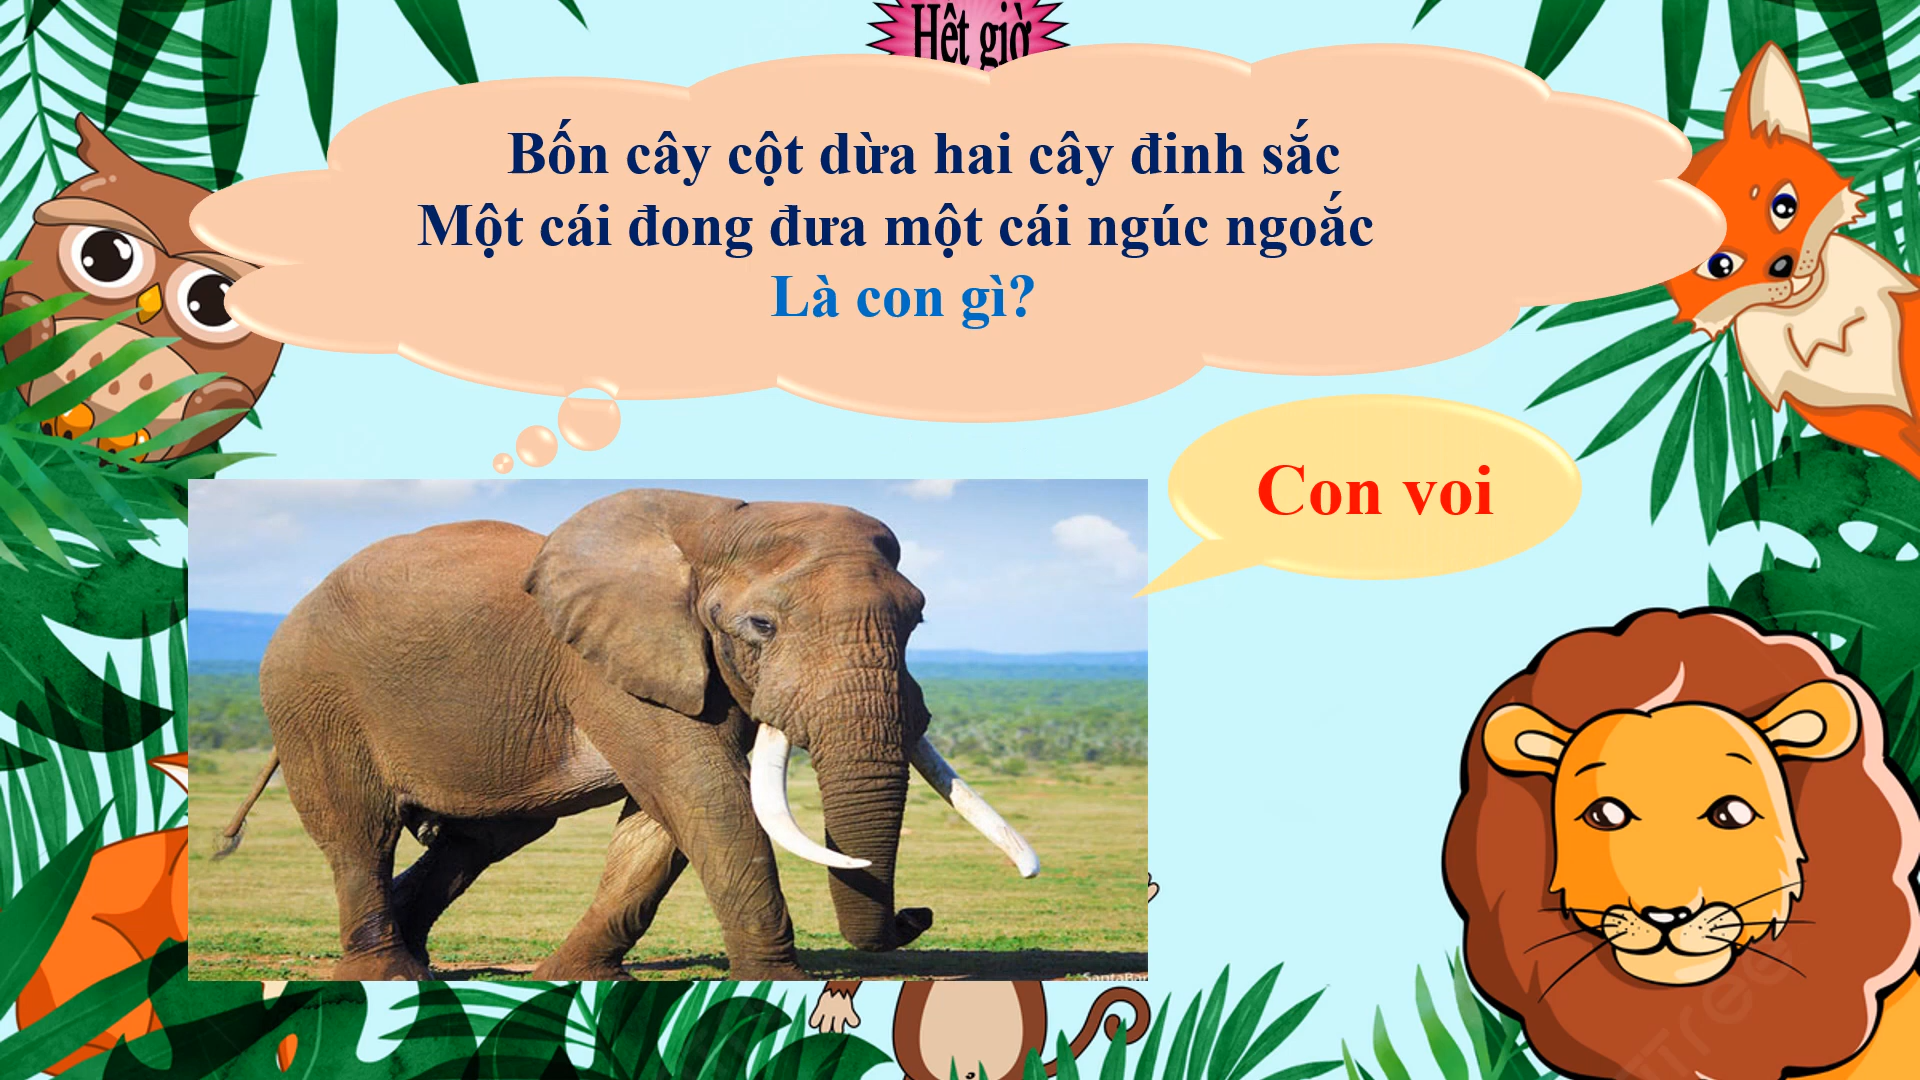 Hết giờ
Bốn cây cột dừa hai cây đinh sắc
Một cái đong đưa một cái ngúc ngoắc
Là con gì?
Con voi